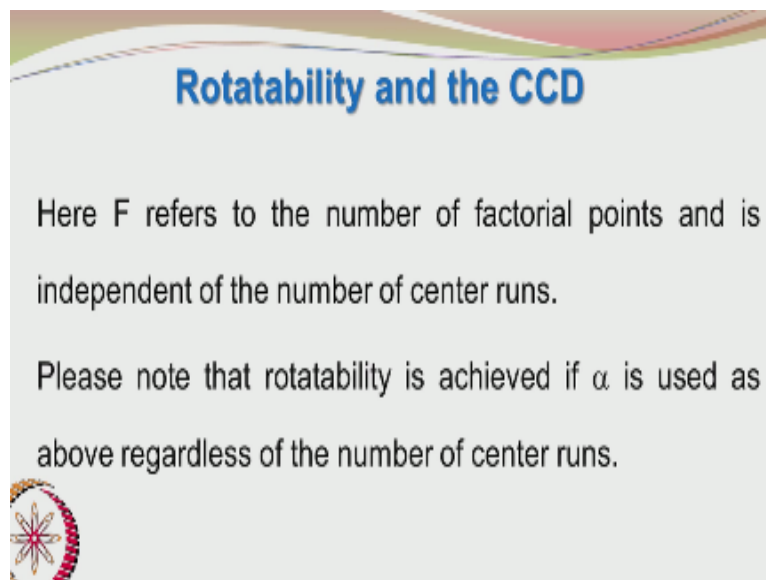 Rotatability and the CCD
Here F refers to the number of factorial points and is
independent of the number of center runs.
Please note that rotatability is achieved if α is used as
above regardless of the number of center runs.